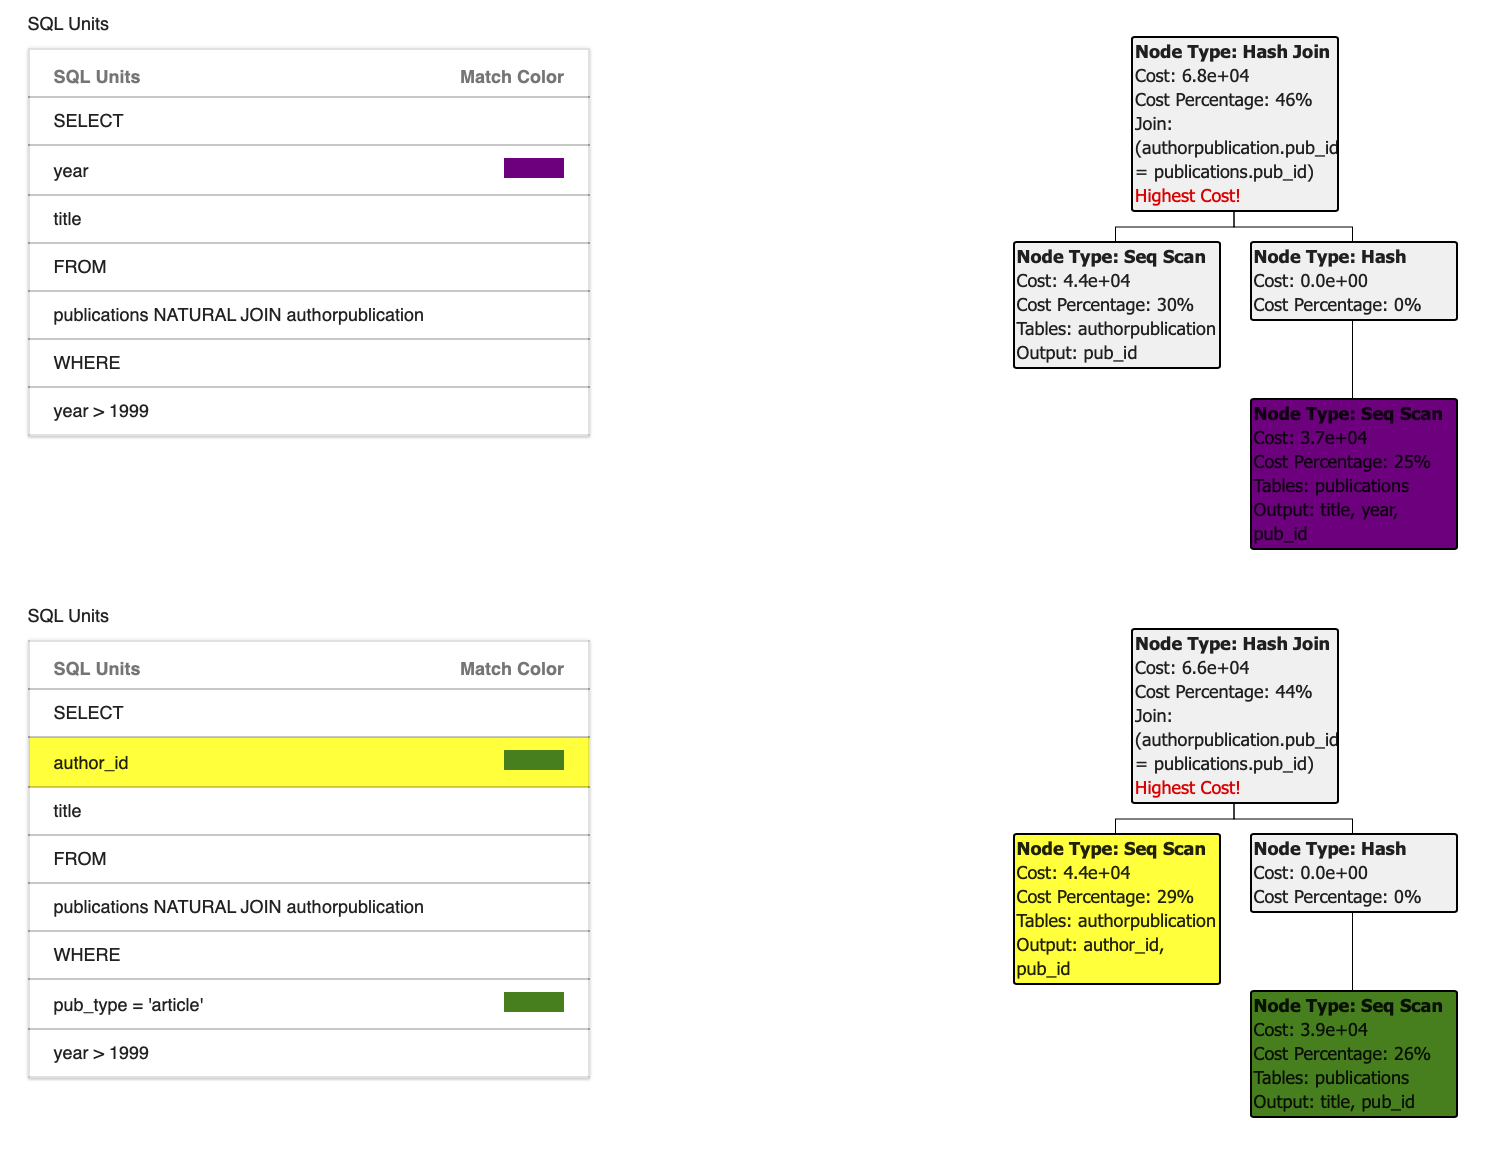 SQL Units
SQL Units Match Color
SELECT
year
title
FROM
publications NATURAL JOIN authorpublication
WHERE
year > 1999
Node Type: Hash Join
Cost: 6.8e+04
Cost Percentage: 46%
Join:
(authorpublication.pub_id
= publications.pub_id)
Highest Cost!
Node Type: Seq Scan
Cost: 4.4e+04
Cost Percentage: 30%
Tables: authorpublication
Output: pub_id
Node Type: Hash
Cost: 0.0e+00
Cost Percentage: 0%
Node Type: Seq Scan
Cost: 3.7e+04
Cost Percentage: 25%
Tables: publications
Output: title, year,
pub_id
SQL Units
SQL Units Match Color
SELECT
author_id
title
FROM
publications NATURAL JOIN authorpublication
WHERE
pub_type = 'article'
year > 1999
Node Type: Hash Join
Cost: 6.6e+04
Cost Percentage: 44%
Join:
(authorpublication.pub_id
= publications.pub_id)
Highest Cost!
Node Type: Seq Scan
Cost: 4.4e+04
Cost Percentage: 29%
Tables: authorpublication
Output: author_id,
pub_id
Node Type: Hash
Cost: 0.0e+00
Cost Percentage: 0%
Node Type: Seq Scan
Cost: 3.9e+04
Cost Percentage: 26%
Tables: publications
Output: title, pub_id